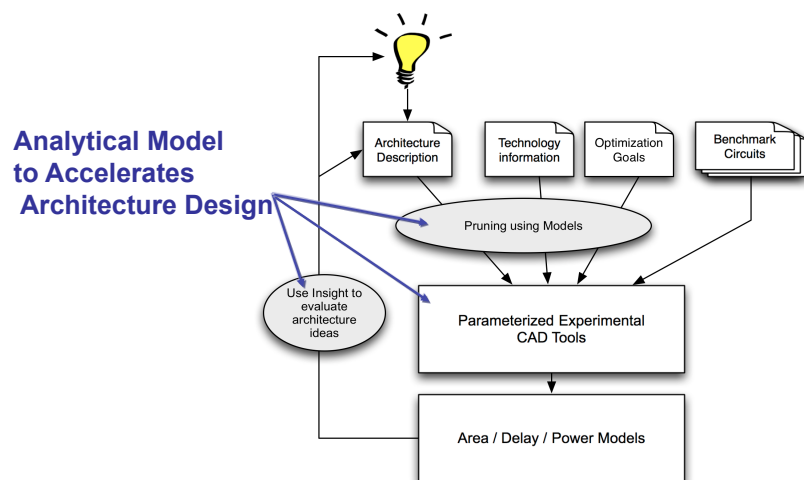 Analytical Model
to Accelerates
Architecture Design
Architecture
Description
Technology
information
Optimization
Goals
Benchmark
Circuits
Pruning using Models
Use Insight to
evaluate
architecture
ideas
Parameterized Experimental
CAD Tools
Area / Delay / Power Models